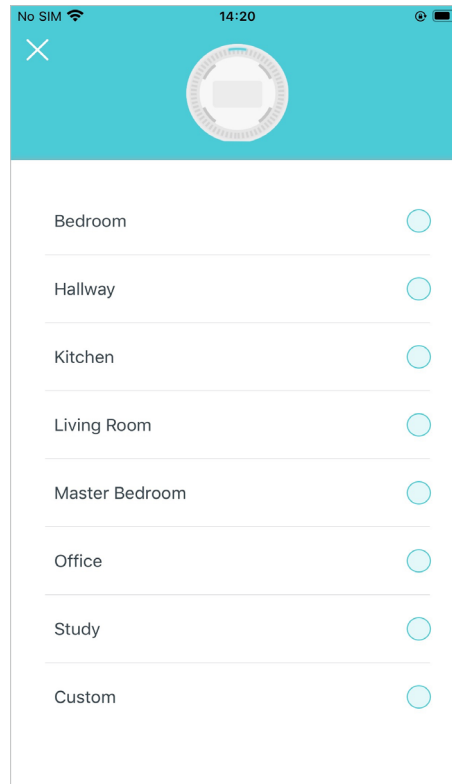 No SIM 14:20
Bedroom
Hallway
Kitchen
Living Room
Master Bedroom
Office
Study
Custom